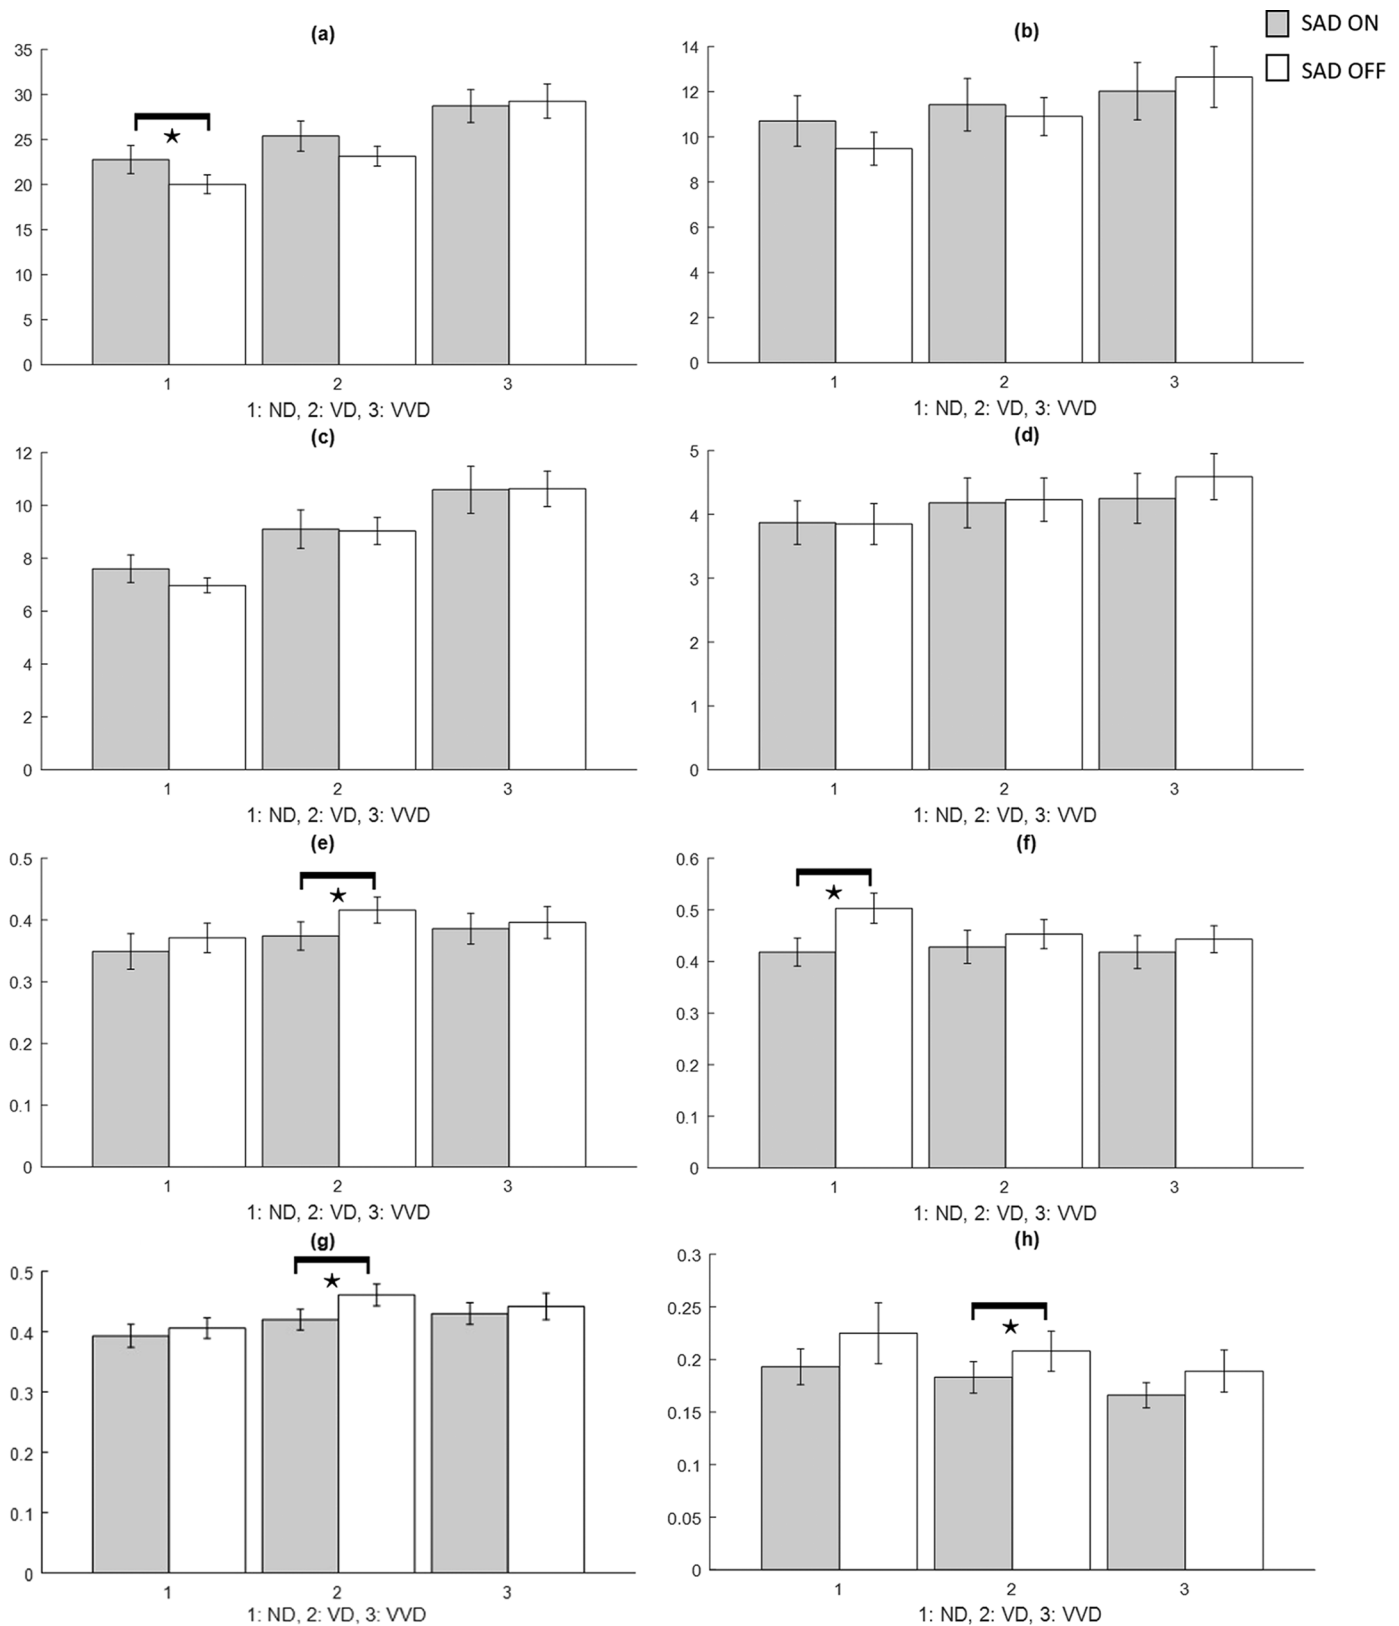 SAD ON
SAD OFF
(a)
35
30
25
20
15
10
5
0
1 2 3
1: ND, 2: VD, 3: VVD
(b)
14
12
10
8
6
4
2
0
1 2 3
1: ND, 2: VD, 3: VVD
(c)
12
10
8
6
4
2
0
1 2 3
1: ND, 2: VD, 3: VVD
(d)
5
4
3
2
1
0
1 2 3
1: ND, 2: VD, 3: VVD
(e)
0.5
0.4
0.3
0.2
0.1
0
1 2 3
1: ND, 2: VD, 3: VVD
(f)
0.6
0.5
0.4
0.3
0.2
0.1
0
1 2 3
1: ND, 2: VD, 3: VVD
(g)
0.5
0.4
0.3
0.2
0.1
0
1 2 3
1: ND, 2: VD, 3: VVD
(h)
0.3
0.25
0.2
0.15
0.1
0.05
0
1 2 3
1: ND, 2: VD, 3: VVD